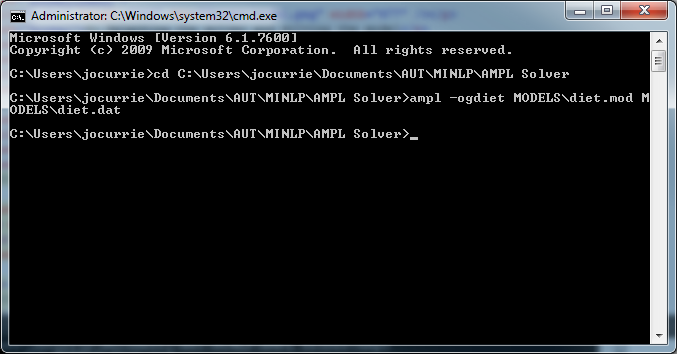 Administrator: C:\Windows\system32\cmd.exe
Microsoft Windows [Version 6.1.7600]
Copyright (c) 2009 Microsoft Corporation.  All rights reserved.
C:\Users\jocurrie>cd C:\Users\jocurrie\Documents\AUT\MINLP\AMPL Solver
C:\Users\jocurrie\Documents\AUT\MINLP\AMPL Solver>ampl -ogdiet MODELS\diet.mod M
ODELS\diet.dat
C:\Users\jocurrie\Documents\AUT\MINLP\AMPL Solver>_